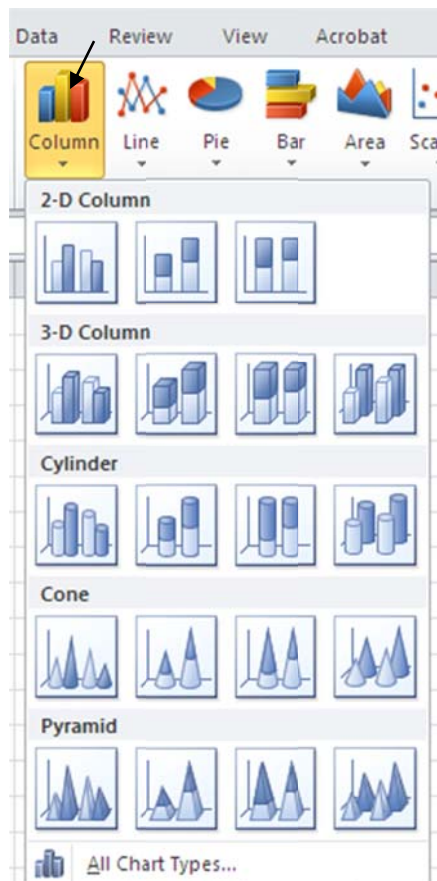 Data Review View Acrobat
Column Line Pie Bar Area Sca
2-D Column
3-D Column
Cylinder
Cone
Pyramid
All Chart Types...